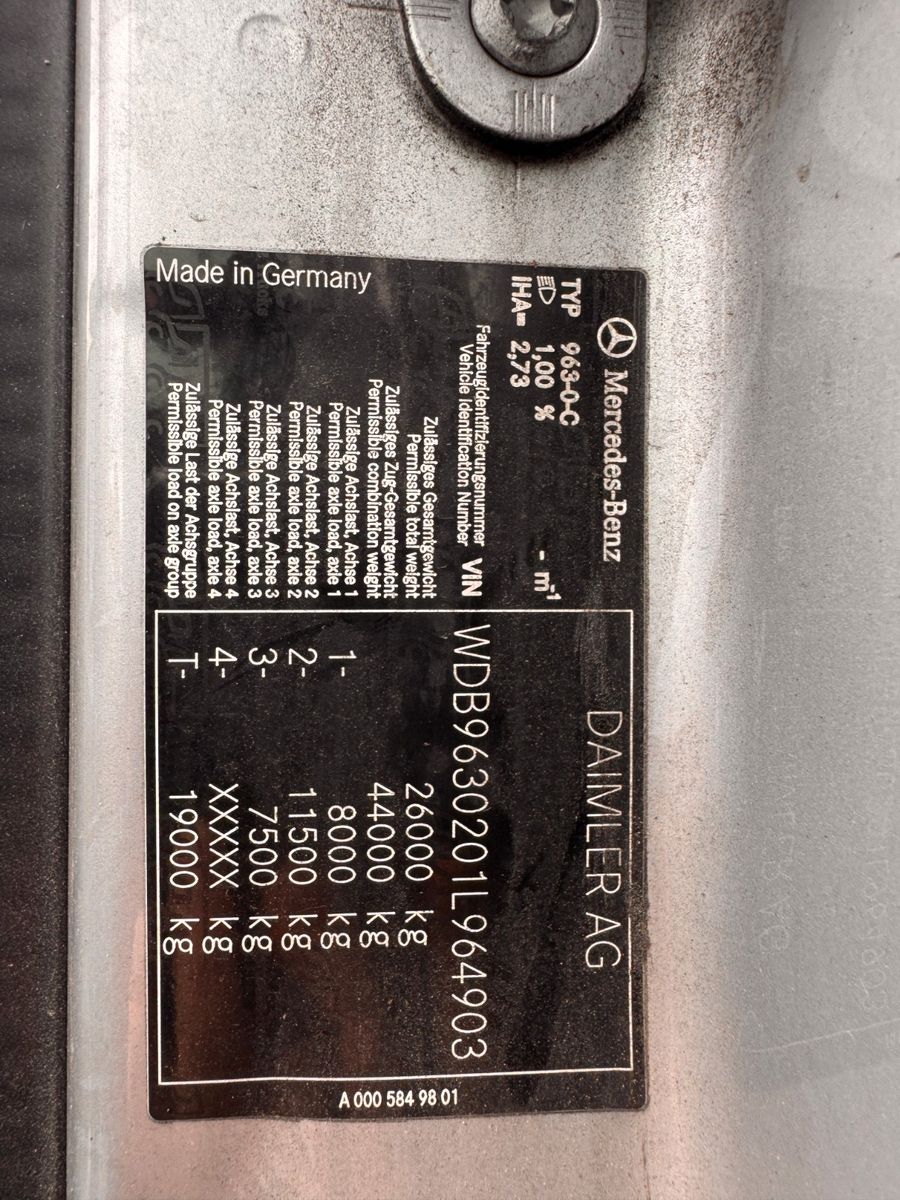 Mercedes-Benz
DAIMLER AG
TYP 963-0-C
1,00 % - m-1
IHA= 2,73
Fahrzeugidentifizierungsnummer
Vehicle Identification Number VIN WDB9630201L964903
Zulässiges Gesamtgewicht
Permissible total weight 26000 kg
Zulässiges Zug-Gesamtgewicht
Permissible combination weight 44000 kg
Zulässige Achslast, Achse 1
Permissible axle load, axle 1 1- 8000 kg
Zulässige Achslast, Achse 2
Permissible axle load, axle 2 2- 11500 kg
Zulässige Achslast, Achse 3
Permissible axle load, axle 3 3- 7500 kg
Zulässige Achslast, Achse 4
Permissible axle load, axle 4 4- XXXXX kg
Zulässige Last der Achsgruppe
Permissible load on axle group T- 19000 kg
Made in Germany
A 000 584 98 01